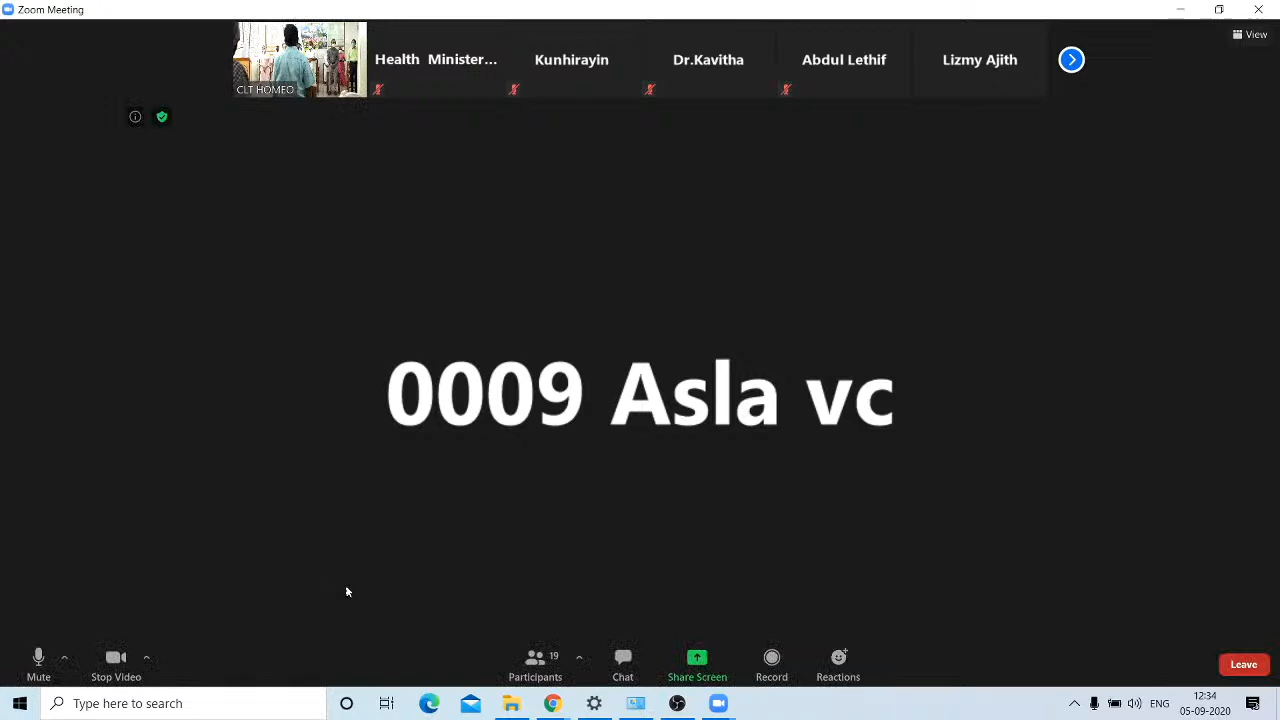 Zoom Meeting
View
CLT HOMEO
Health Minister...
Kunhirayin
Dr.Kavitha
Abdul Lethif
Lizmy Ajith
0009 Asla vc
Mute
Stop Video
19
Participants
Chat
Share Screen
Record
Reactions
Leave
Type here to search
ENG
12:34
05-09-2020